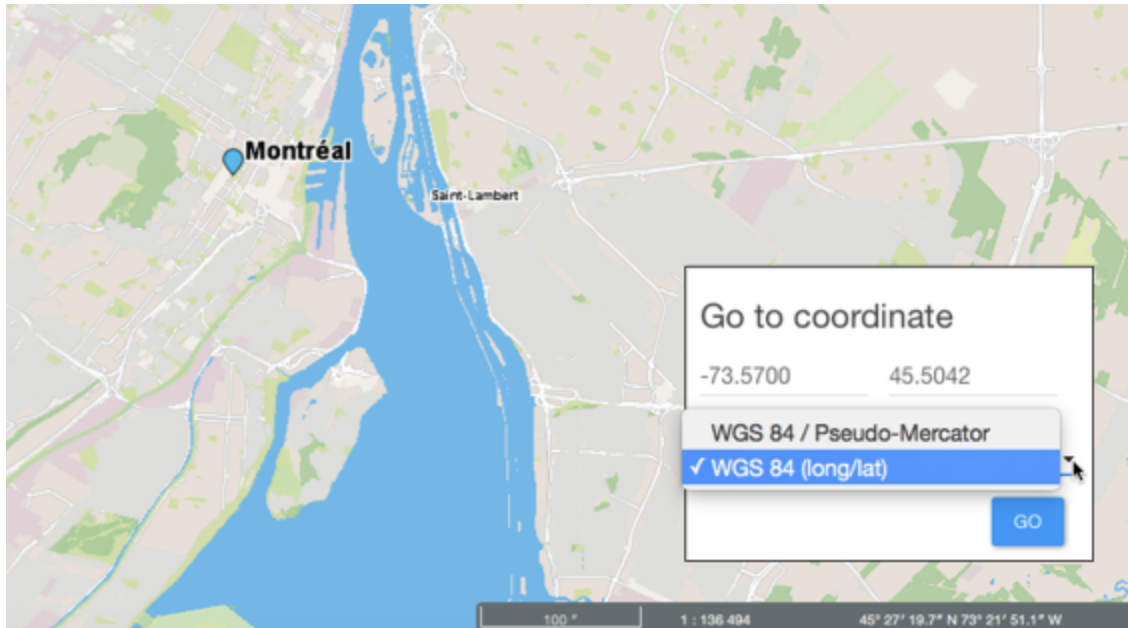 Montréal
Saint-Lambert
Go to coordinate
-73.5700 45.5042
WGS 84 / Pseudo-Mercator
✓ WGS 84 (long/lat)
GO
100 "
1 : 136 494
45° 27' 19.7" N 73° 21' 51.1" W